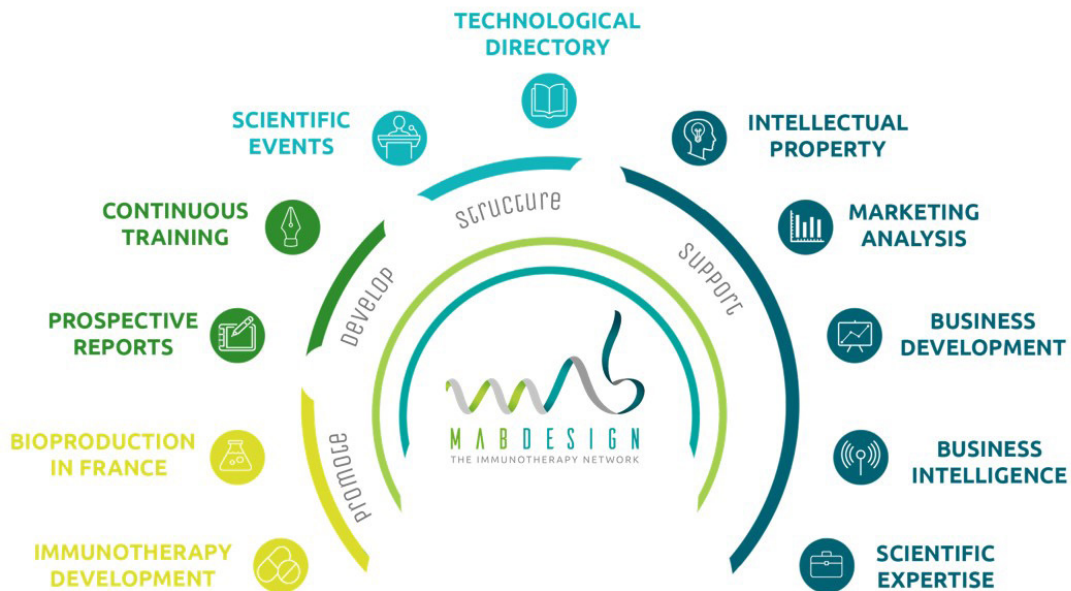 TECHNOLOGICAL
DIRECTORY
SCIENTIFIC
EVENTS
INTELLECTUAL
PROPERTY
CONTINUOUS
TRAINING
MARKETING
ANALYSIS
structure
support
develop
PROSPECTIVE
REPORTS
BUSINESS
DEVELOPMENT
mAb
MABDESIGN
THE IMMUNOTHERAPY NETWORK
promote
BIOPRODUCTION
IN FRANCE
BUSINESS
INTELLIGENCE
IMMUNOTHERAPY
DEVELOPMENT
SCIENTIFIC
EXPERTISE